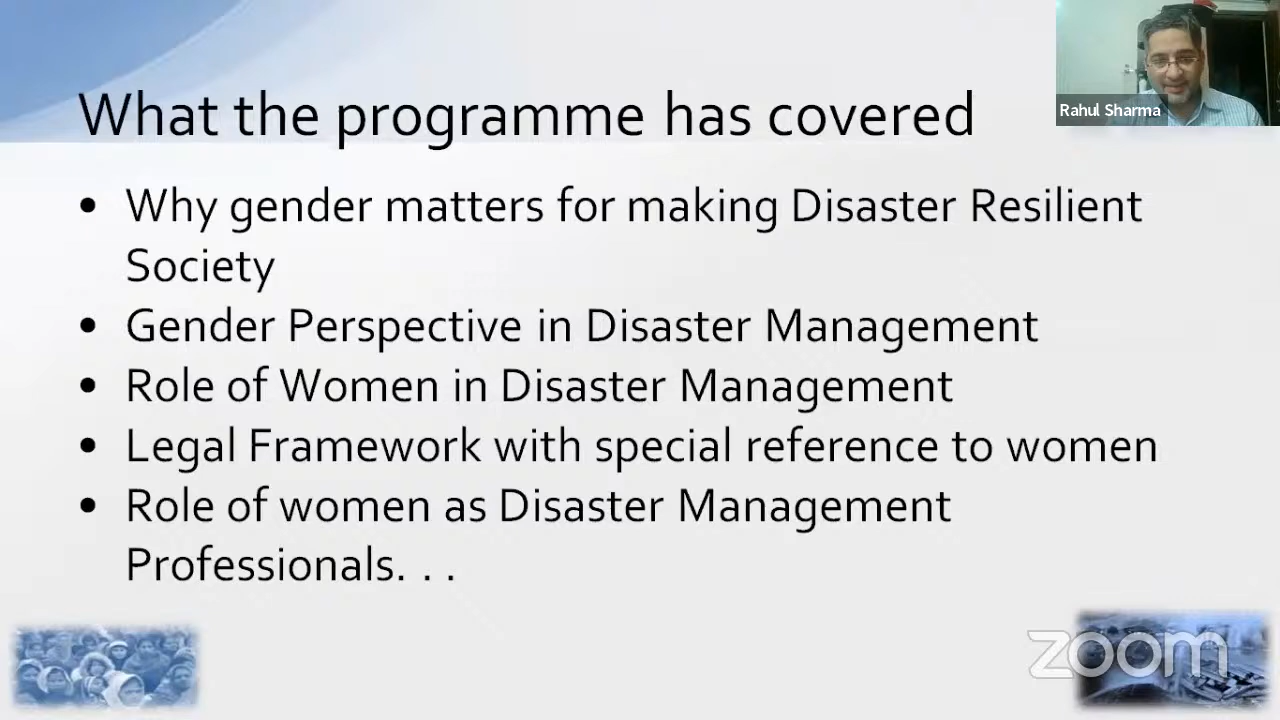 What the programme has covered
Rahul Sharma
• Why gender matters for making Disaster Resilient
Society
• Gender Perspective in Disaster Management
• Role of Women in Disaster Management
• Legal Framework with special reference to women
• Role of women as Disaster Management
Professionals. . .
zoom